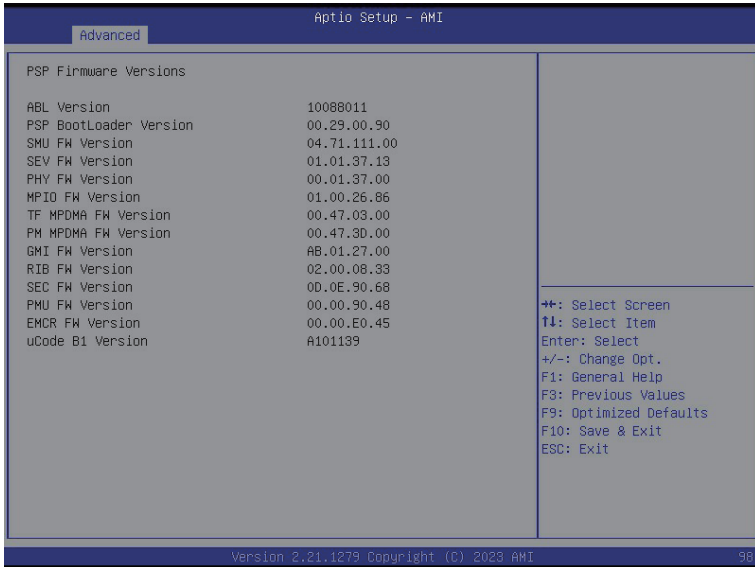 Aptio Setup – AMI
Advanced
PSP Firmware Versions
ABL Version 10088011
PSP BootLoader Version 00.29.00.90
SMU FW Version 04.71.111.00
SEV FW Version 01.01.37.13
PHY FW Version 00.01.37.00
MPIO FW Version 01.00.26.86
TF MPDMA FW Version 00.47.03.00
PM MPDMA FW Version 00.47.3D.00
GMI FW Version AB.01.27.00
RIB FW Version 02.00.08.33
SEC FW Version 0D.0E.90.68
PMU FW Version 00.00.90.48
EMCR FW Version 00.00.E0.45
uCode B1 Version A101139
→←: Select Screen
↑↓: Select Item
Enter: Select
+/-: Change Opt.
F1: General Help
F3: Previous Values
F9: Optimized Defaults
F10: Save & Exit
ESC: Exit
Version 2.21.1279 Copyright (C) 2023 AMI
98